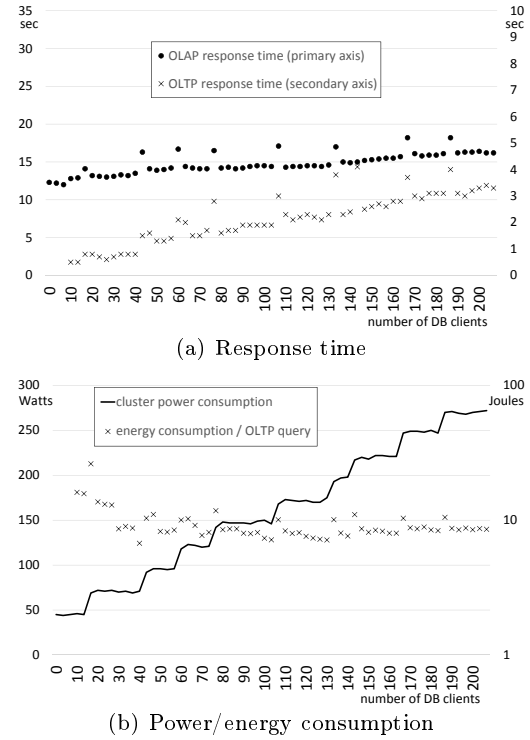 35
sec
30
25
20
15
10
5
0
10
sec
9
8
7
6
5
4
3
2
1
0
OLAP response time (primary axis)
OLTP response time (secondary axis)
0 10 20 30 40 50 60 70 80 90 100 110 120 130 140 150 160 170 180 190 200
number of DB clients
(a) Response time
300
Watts
250
200
150
100
50
0
100
Joules
10
1
cluster power consumption
energy consumption / OLTP query
0 10 20 30 40 50 60 70 80 90 100 110 120 130 140 150 160 170 180 190 200
number of DB clients
(b) Power/energy consumption